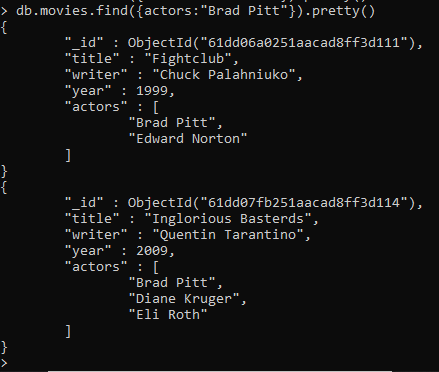 > db.movies.find({actors:"Brad Pitt"}).pretty()
{
        "_id" : ObjectId("61dd06a0251aacad8ff3d111"),
        "title" : "Fightclub",
        "writer" : "Chuck Palahniuko",
        "year" : 1999,
        "actors" : [
                "Brad Pitt",
                "Edward Norton"
        ]
}
{
        "_id" : ObjectId("61dd07fb251aacad8ff3d114"),
        "title" : "Inglorious Basterds",
        "writer" : "Quentin Tarantino",
        "year" : 2009,
        "actors" : [
                "Brad Pitt",
                "Diane Kruger",
                "Eli Roth"
        ]
}
>